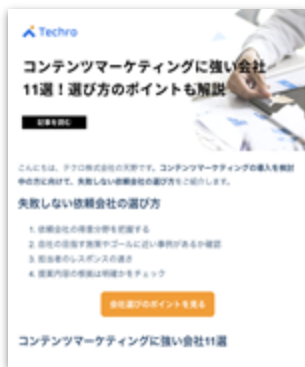 Techro
コンテンツマーケティングに強い会社
11選！選び方のポイントも解説
記事を読む
こんにちは、テクロ株式会社の天野です。コンテンツマーケティングの導入を検討
中の方に向けて、失敗しない依頼会社の選び方をご紹介します。
失敗しない依頼会社の選び方
1. 依頼会社の得意分野を把握する
2. 自社の目指す施策やゴールに近い事例があるか確認
3. 担当者のレスポンスの速さ
4. 提案内容の根拠は明確かをチェック
会社選びのポイントを見る
コンテンツマーケティングに強い会社11選